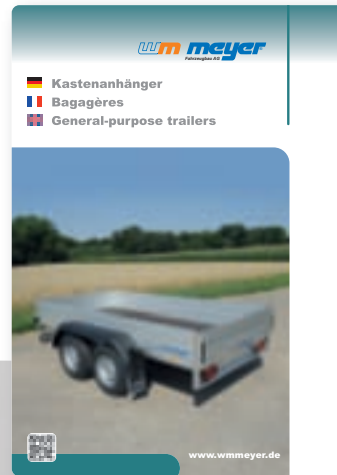 wm meyer
Fahrzeugbau AG
Kastenanhänger
Bagagères
General-purpose trailers
www.wmmeyer.de